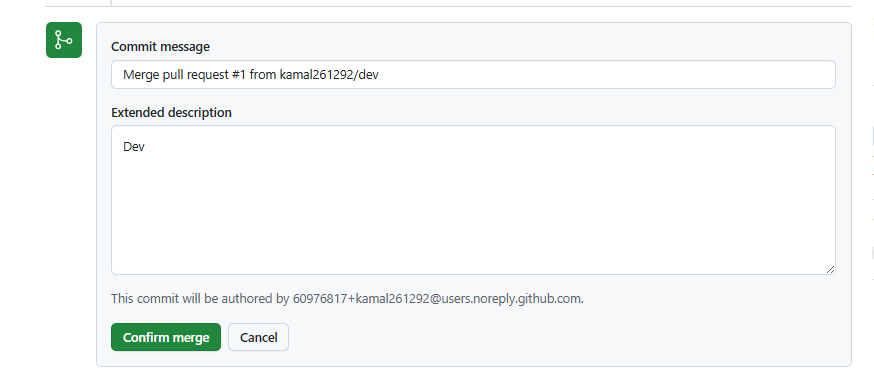 Commit message
Merge pull request #1 from kamal261292/dev
Extended description
Dev
This commit will be authored by 60976817+kamal261292@users.noreply.github.com.
Confirm merge
Cancel